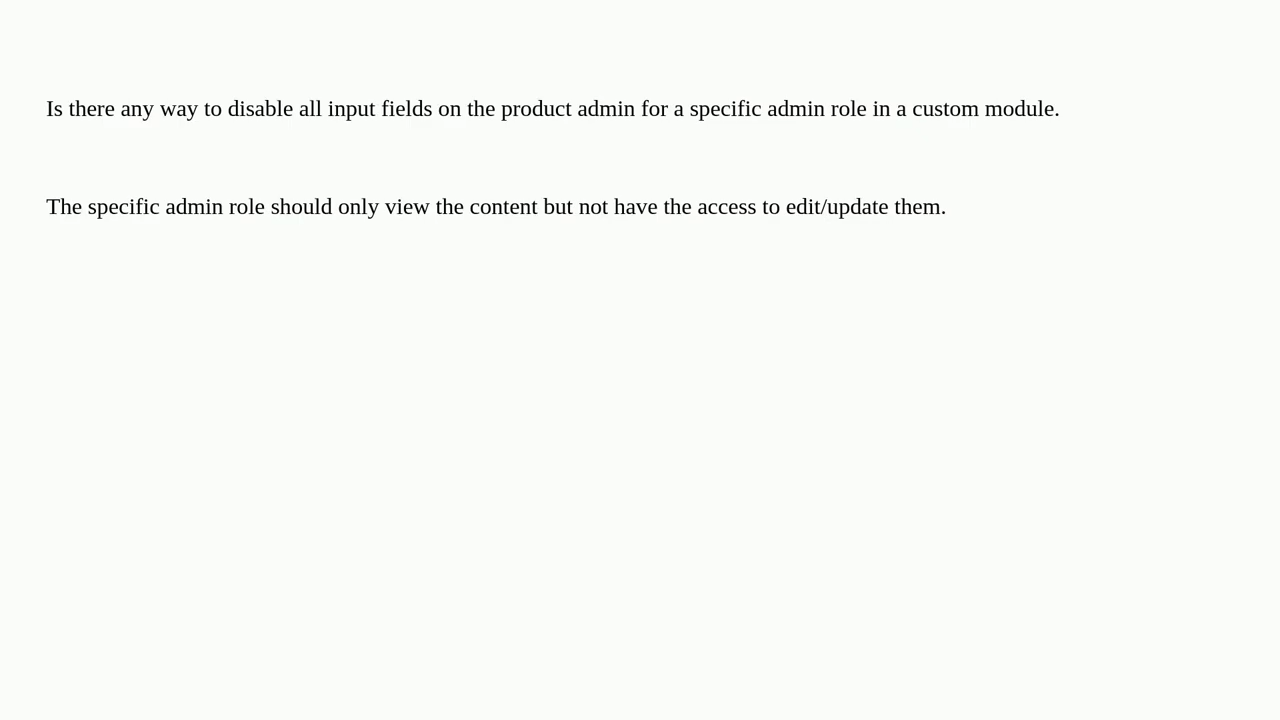 Is there any way to disable all input fields on the product admin for a specific admin role in a custom module.
The specific admin role should only view the content but not have the access to edit/update them.